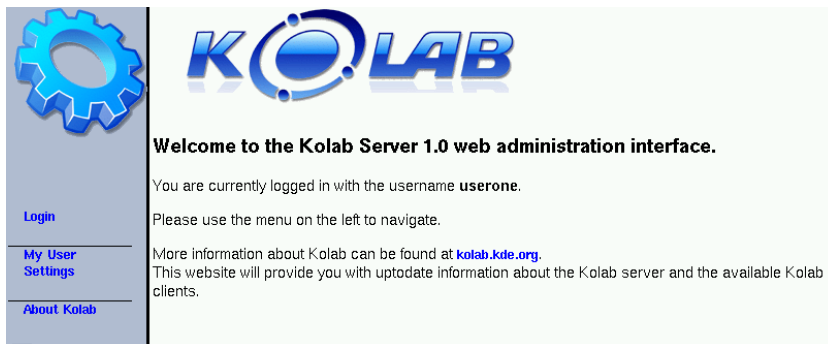 KOLAB
Welcome to the Kolab Server 1.0 web administration interface.
You are currently logged in with the username userone.
Login
Please use the menu on the left to navigate.
My User
Settings
More information about Kolab can be found at kolab.kde.org.
This website will provide you with uptodate information about the Kolab server and the available Kolab
clients.
About Kolab